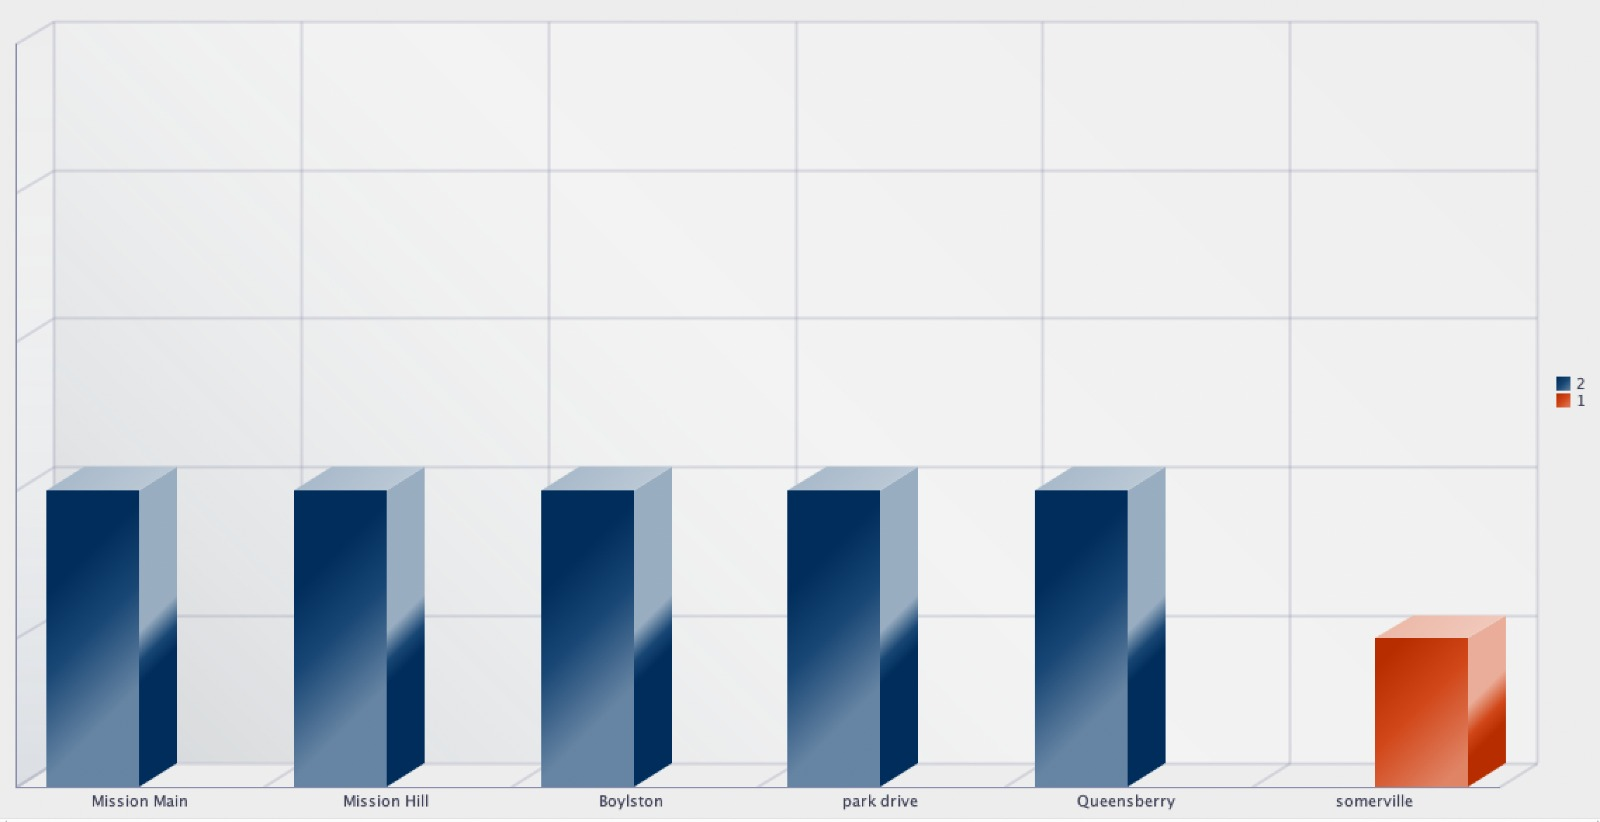 2
1
Mission Main
Mission Hill
Boylston
park drive
Queensberry
somerville